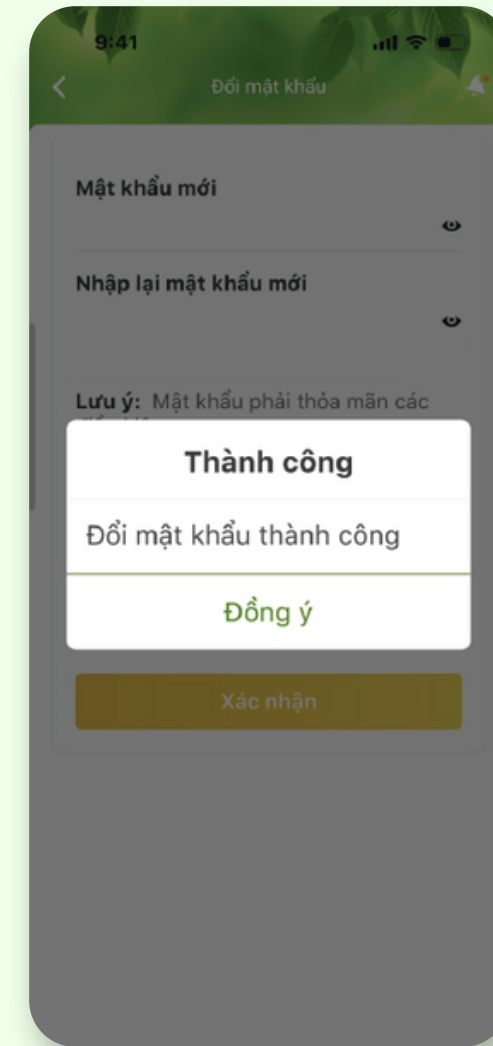 9:41
Đổi mật khẩu
Mật khẩu mới
Nhập lại mật khẩu mới
Lưu ý: Mật khẩu phải thỏa mãn các
Thành công
Đổi mật khẩu thành công
Đồng ý
Xác nhận